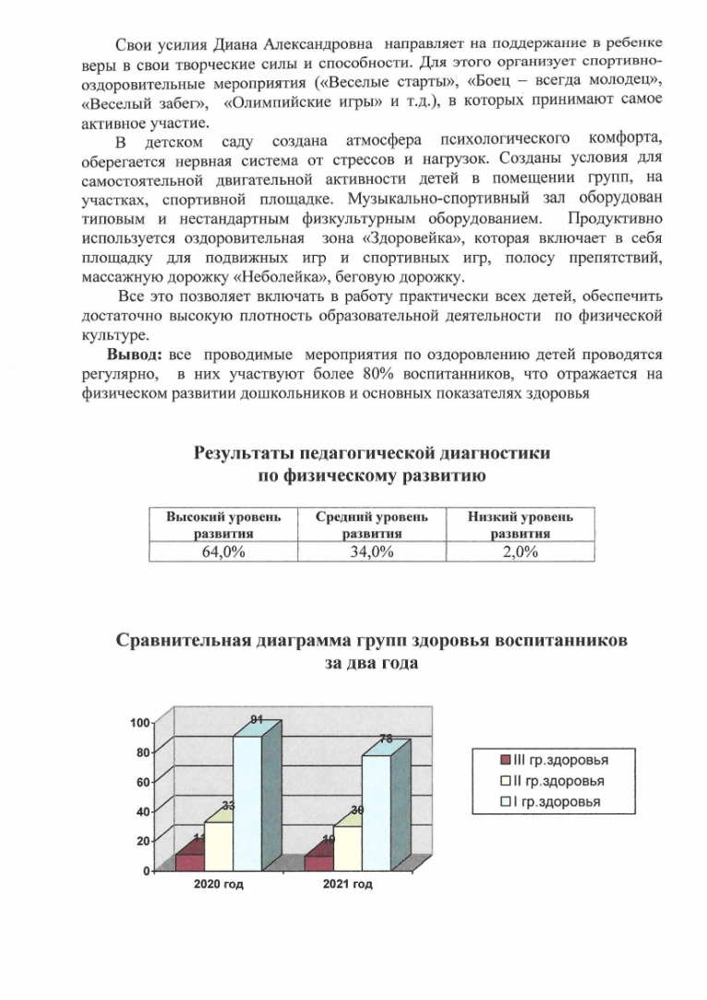 Свои усилия Диана Александровна направляет на поддержание в ребенке
веры в свои творческие силы и способности. Для этого организует спортивно-
оздоровительные мероприятия («Веселые старты», «Боец – всегда молодец»,
«Веселый забег», «Олимпийские игры» и т.д.), в которых принимают самое
активное участие.
В детском саду создана атмосфера психологического комфорта,
оберегается нервная система от стрессов и нагрузок. Созданы условия для
самостоятельной двигательной активности детей в помещении групп, на
участках, спортивной площадке. Музыкально-спортивный зал оборудован
типовым и нестандартным физкультурным оборудованием. Продуктивно
используется оздоровительная зона «Здоровейка», которая включает в себя
площадку для подвижных игр и спортивных игр, полосу препятствий,
массажную дорожку «Неболейка», беговую дорожку.
Все это позволяет включать в работу практически всех детей, обеспечить
достаточно высокую плотность образовательной деятельности по физической
культуре.
Вывод: все проводимые мероприятия по оздоровлению детей проводятся
регулярно, в них участвуют более 80% воспитанников, что отражается на
физическом развитии дошкольников и основных показателях здоровья
Результаты педагогической диагностики
по физическому развитию
Высокий уровень развития Средний уровень развития Низкий уровень развития
64,0% 34,0% 2,0%
Сравнительная диаграмма групп здоровья воспитанников
за два года
100
80
60
40
20
0
11 33 91
10 30 78
2020 год 2021 год
III гр.здоровья
II гр.здоровья
I гр.здоровья